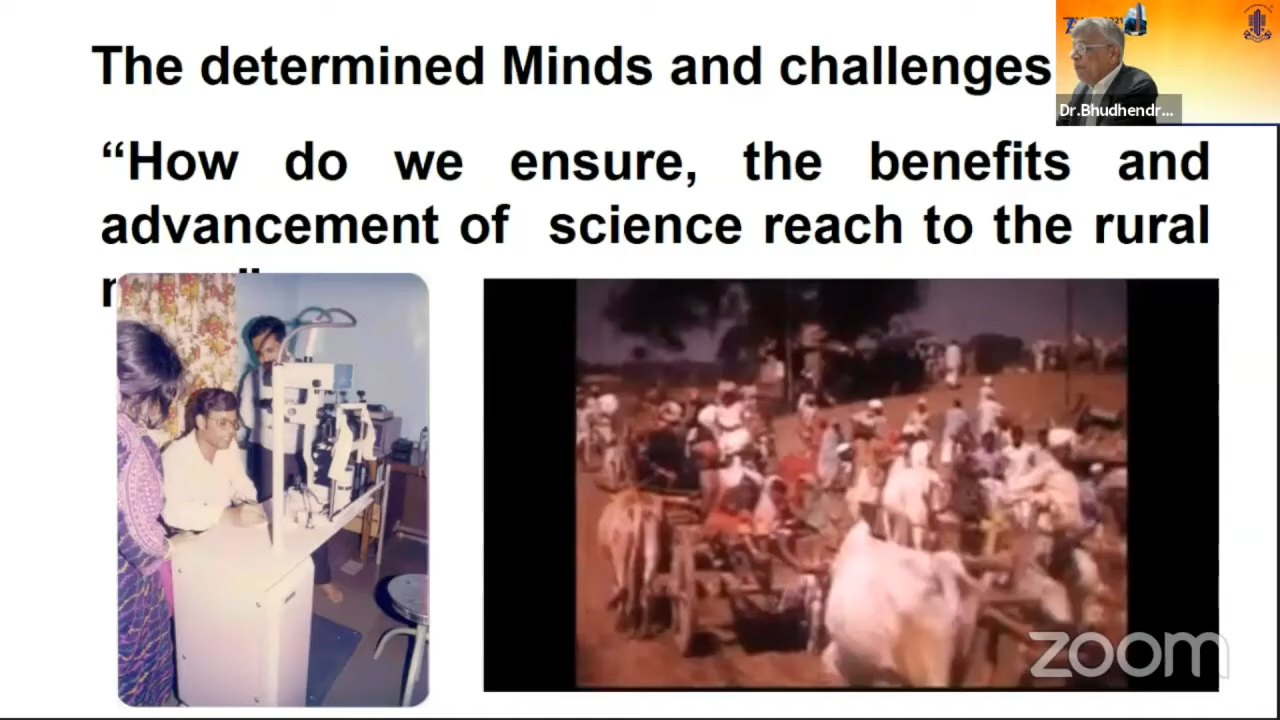 The determined Minds and challenges
“How do we ensure, the benefits and
advancement of science reach to the rural
Dr.Bhudhendr...
zoom